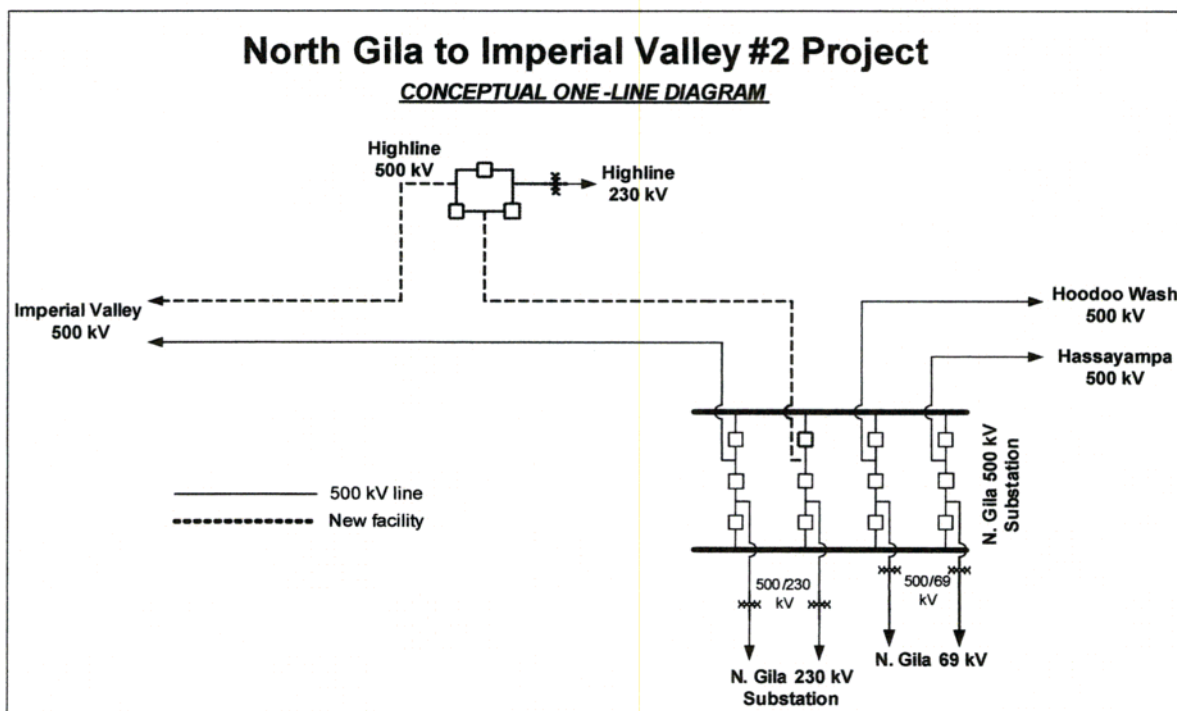 North Gila to Imperial Valley #2 Project
CONCEPTUAL ONE-LINE DIAGRAM
Highline
500 kV
Highline
230 kV
Imperial Valley
500 kV
Hoodoo Wash
500 kV
Hassayampa
500 kV
N. Gila 500 kV
Substation
500 kV line
New facility
500/230
kV
500/69
kV
N. Gila 230 kV
Substation
N. Gila 69 kV